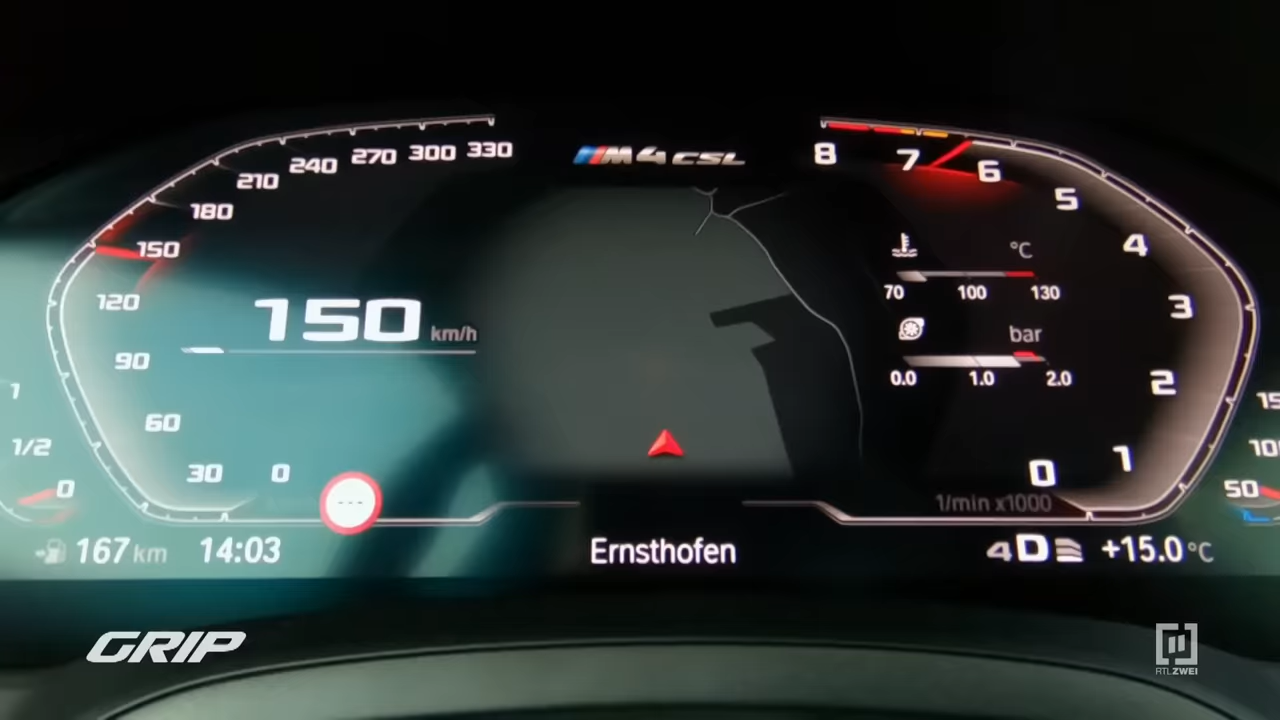 M4 CSL
330
300
270
240
210
180
150
120
90
60
30
0
150 km/h
8
7
6
5
4
3
2
1
0
1/min x1000
°C
70 100 130
bar
0.0 1.0 2.0
1
1/2
0
---
50
167 km
14:03
Ernsthofen
4D
+15.0 °C
GRIP
RTLZWEI